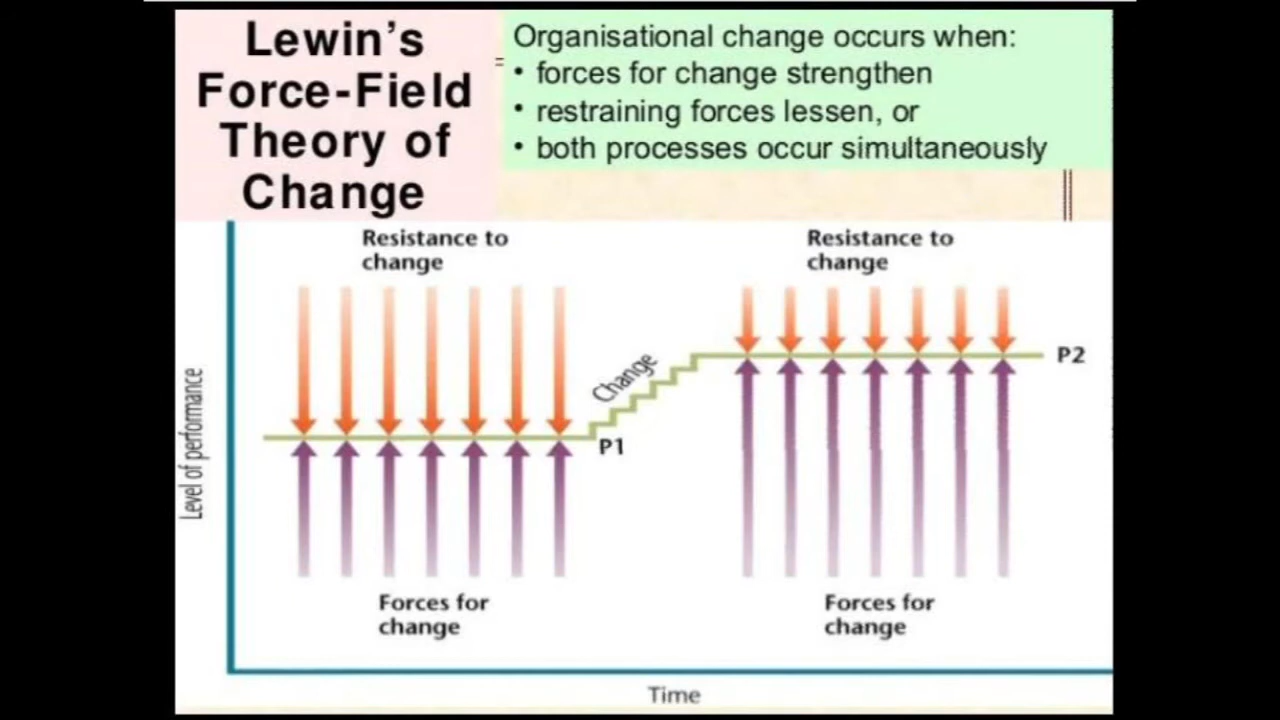 Lewin's
Force-Field
Theory of
Change
Organisational change occurs when:
• forces for change strengthen
• restraining forces lessen, or
• both processes occur simultaneously
Resistance to
change
Resistance to
change
Change
P2
P1
Level of performance
Forces for
change
Forces for
change
Time